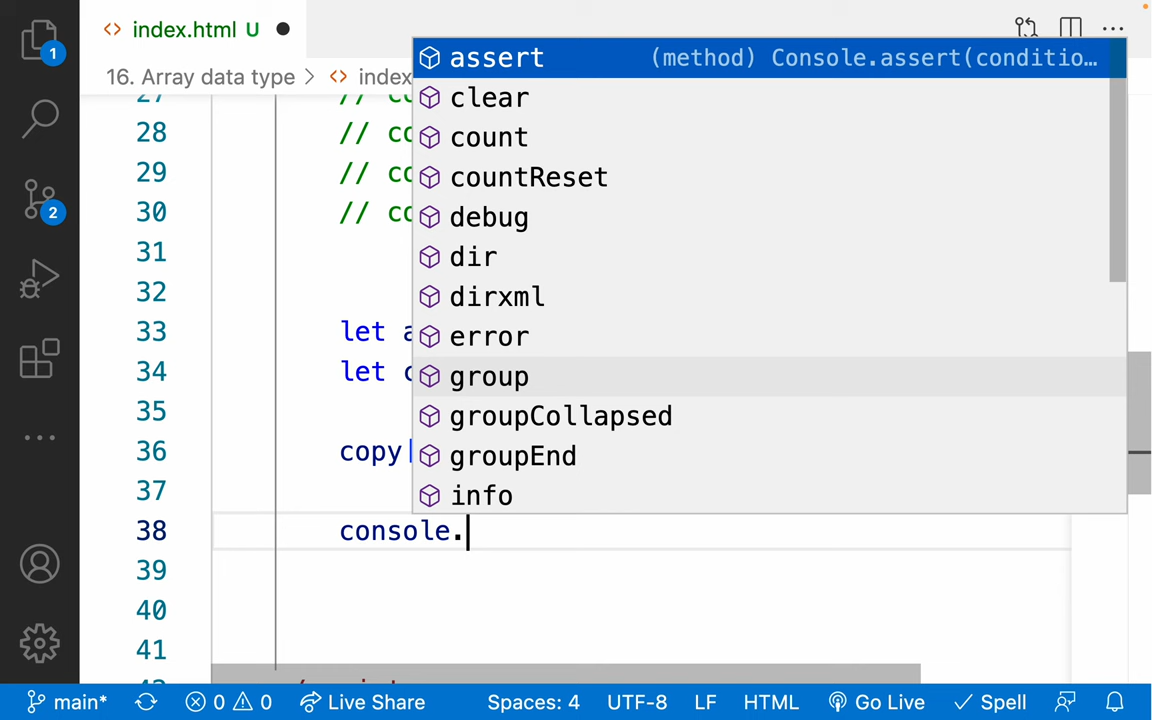 index.html U
16. Array data type > <> index
1
2
27
28
29
30
31
32
33
34
35
36
37
38
39
40
41
// co
// co
// co
// co
let a
let c
copy[
console.
assert (method) Console.assert(conditio…
clear
count
countReset
debug
dir
dirxml
error
group
groupCollapsed
groupEnd
info
main* 0 0 Live Share Spaces: 4 UTF-8 LF HTML Go Live Spell